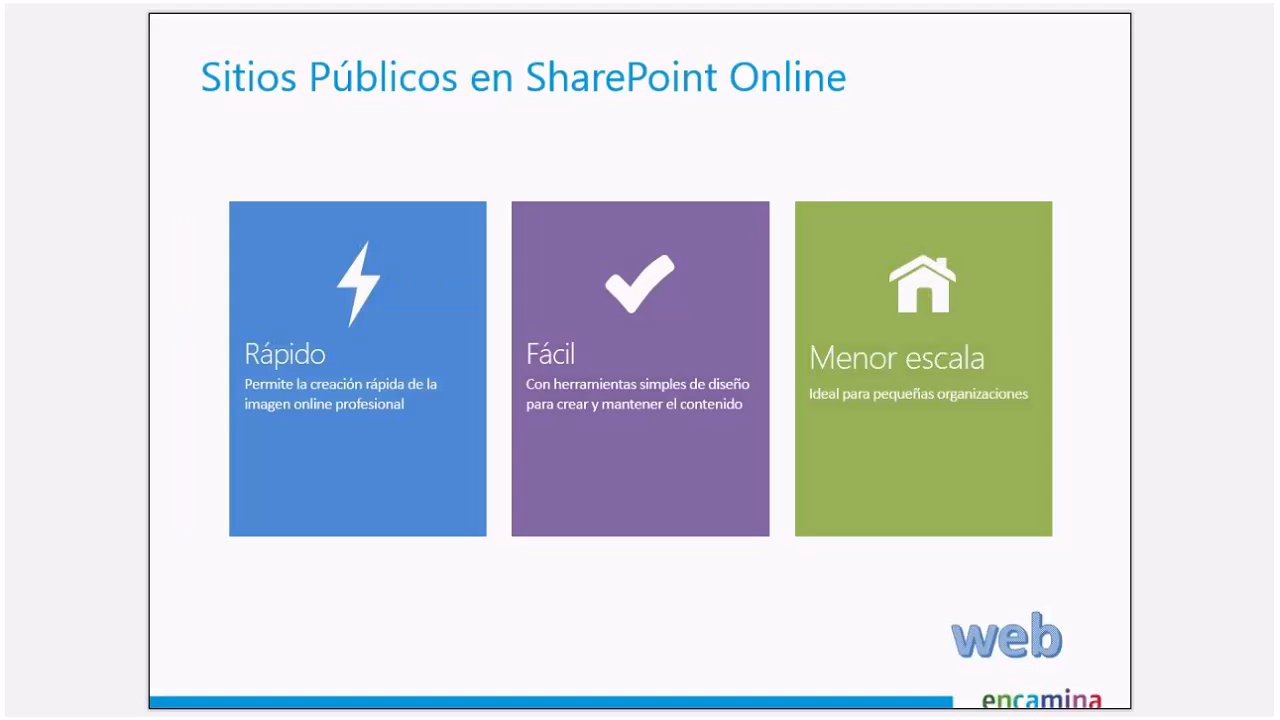 Sitios Públicos en SharePoint Online
Rápido
Permite la creación rápida de la
imagen online profesional
Fácil
Con herramientas simples de diseño
para crear y mantener el contenido
Menor escala
Ideal para pequeñas organizaciones
web
encamina